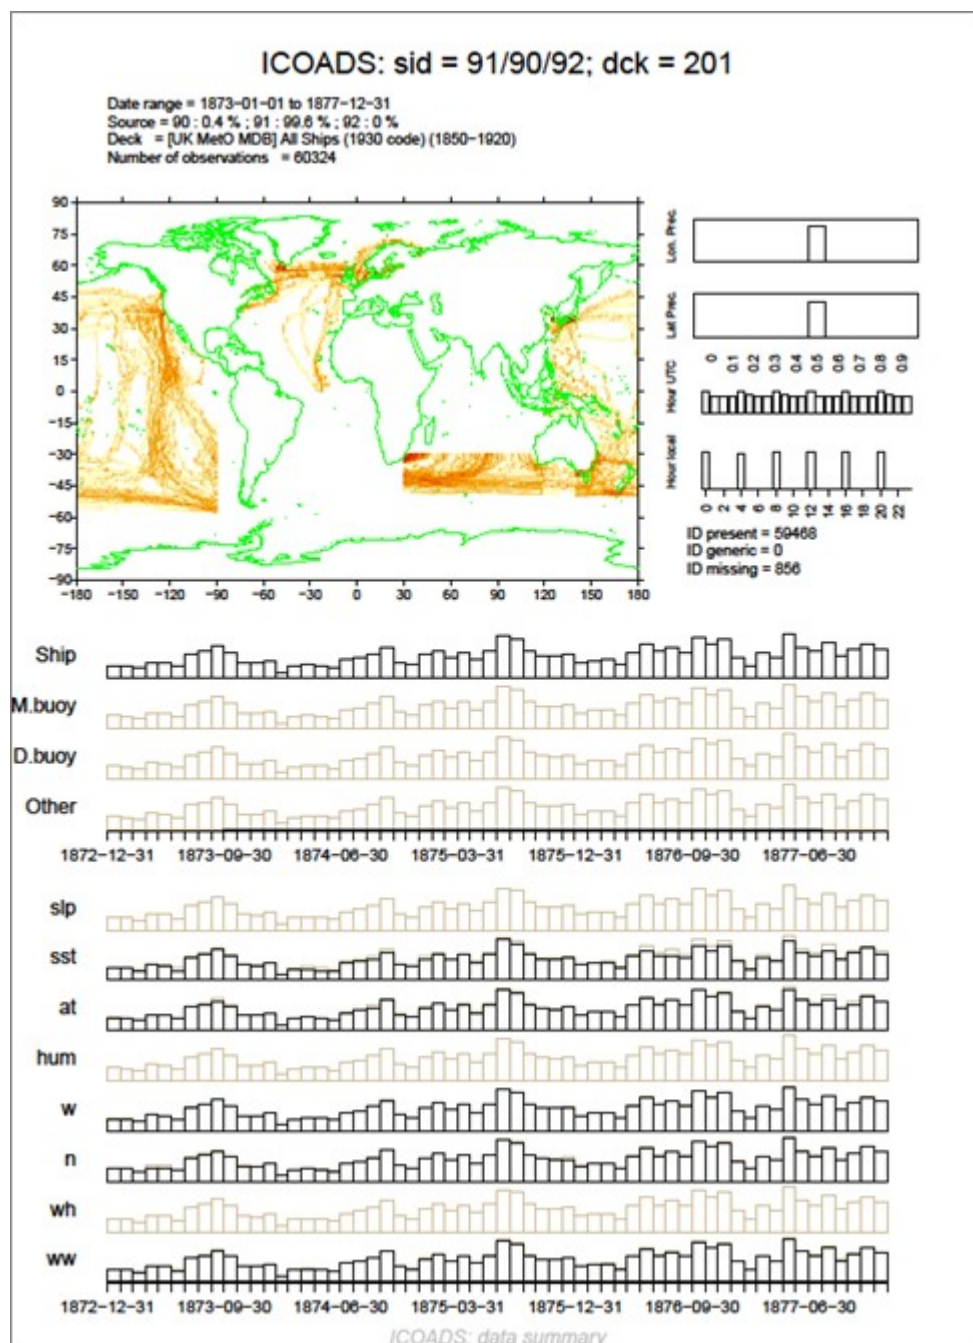 ICOADS: sid = 91/90/92; dck = 201
Date range = 1873-01-01 to 1877-12-31
Source = 90 : 0.4 % ; 91 : 99.6 % ; 92 : 0 %
Deck = [UK MetO MDB] All Ships (1930 code) (1850-1920)
Number of observations = 60324
90
75
60
45
30
15
0
-15
-30
-45
-60
-75
-90
-180 -150 -120 -90 -60 -30 0 30 60 90 120 150 180
Lon. Prec.
Lat Prec.
0 0.1 0.2 0.3 0.4 0.5 0.6 0.7 0.8 0.9
Hour UTC
Hour local
0 2 4 6 8 10 12 14 16 18 20 22
ID present = 59468
ID generic = 0
ID missing = 856
Ship
M.buoy
D.buoy
Other
1872-12-31 1873-09-30 1874-06-30 1875-03-31 1875-12-31 1876-09-30 1877-06-30
slp
sst
at
hum
w
n
wh
ww
1872-12-31 1873-09-30 1874-06-30 1875-03-31 1875-12-31 1876-09-30 1877-06-30
ICOADS: data summary